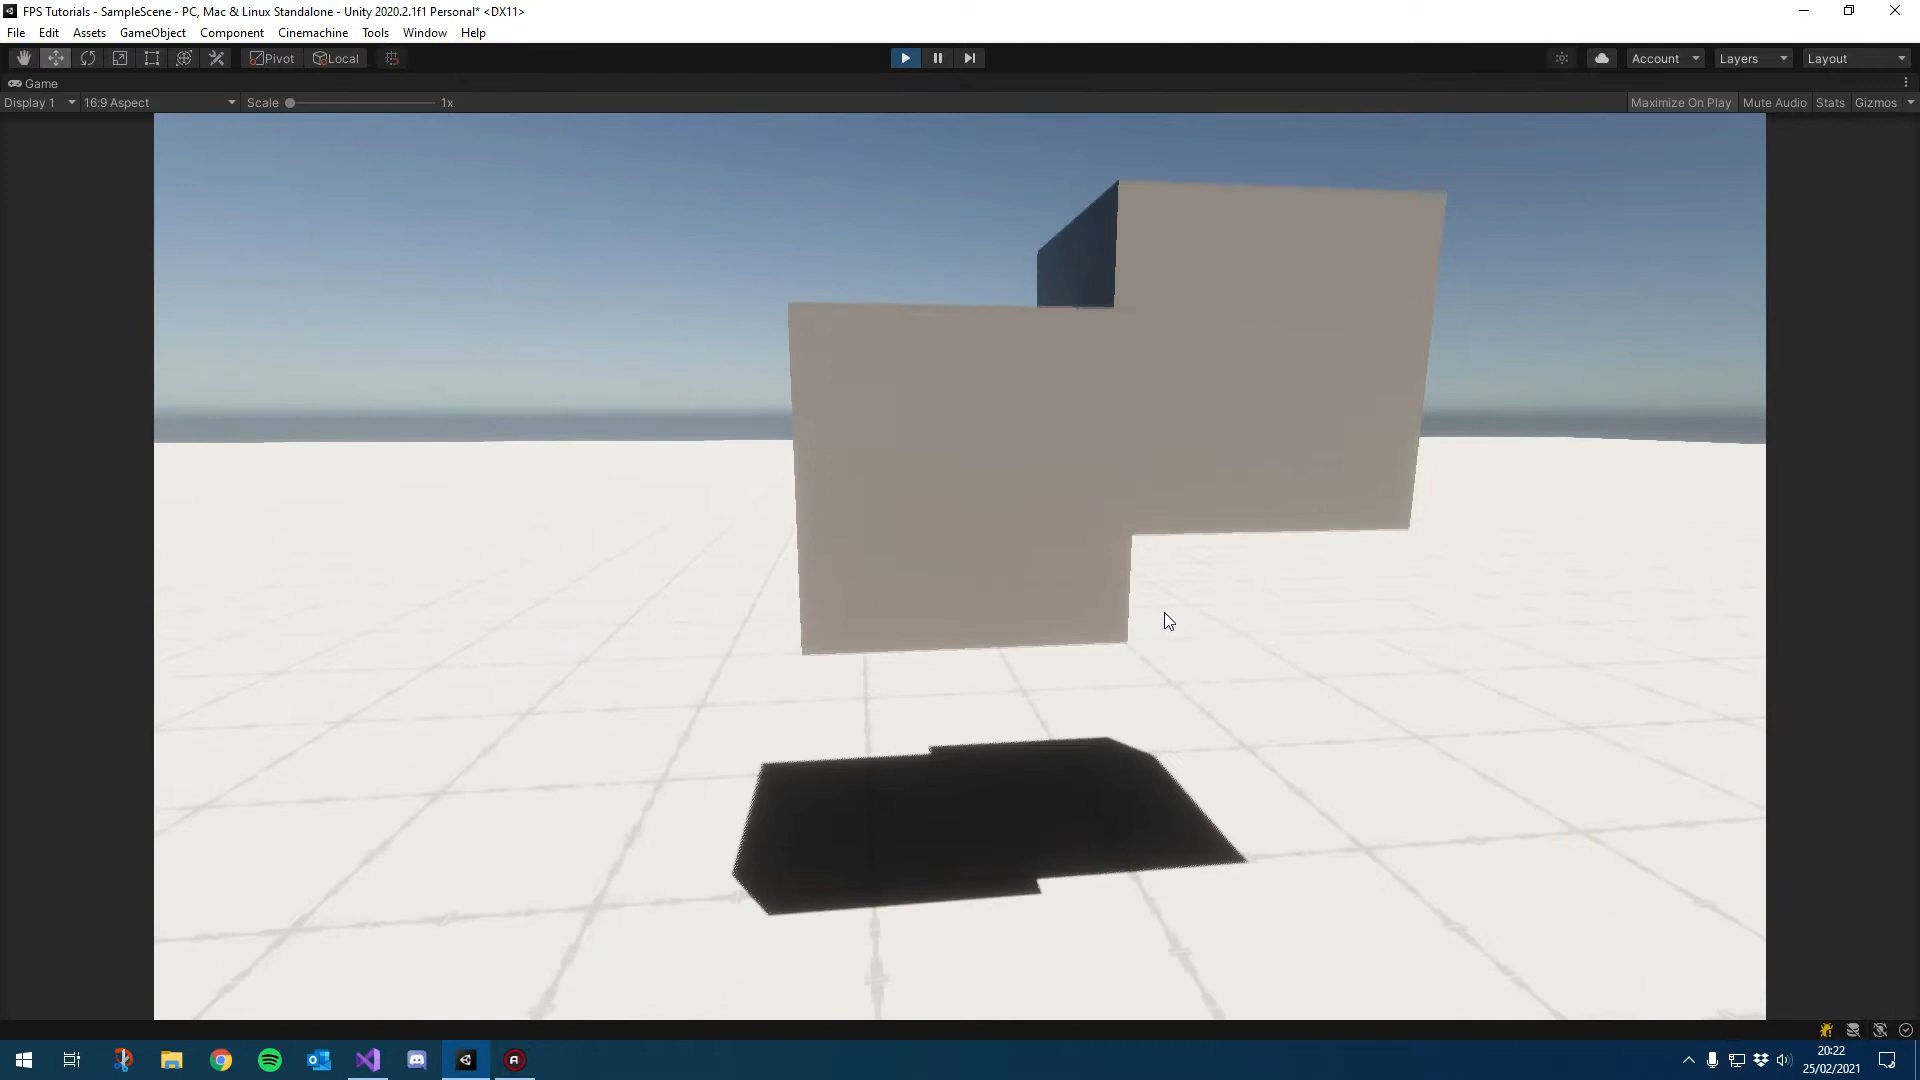 FPS Tutorials - SampleScene - PC, Mac & Linux Standalone - Unity 2020.2.1f1 Personal* <DX11>
File Edit Assets GameObject Component Cinemachine Tools Window Help
Pivot Local Account Layers Layout
Game
Display 1 16:9 Aspect Scale 1x Maximize On Play Mute Audio Stats Gizmos
20:22
25/02/2021